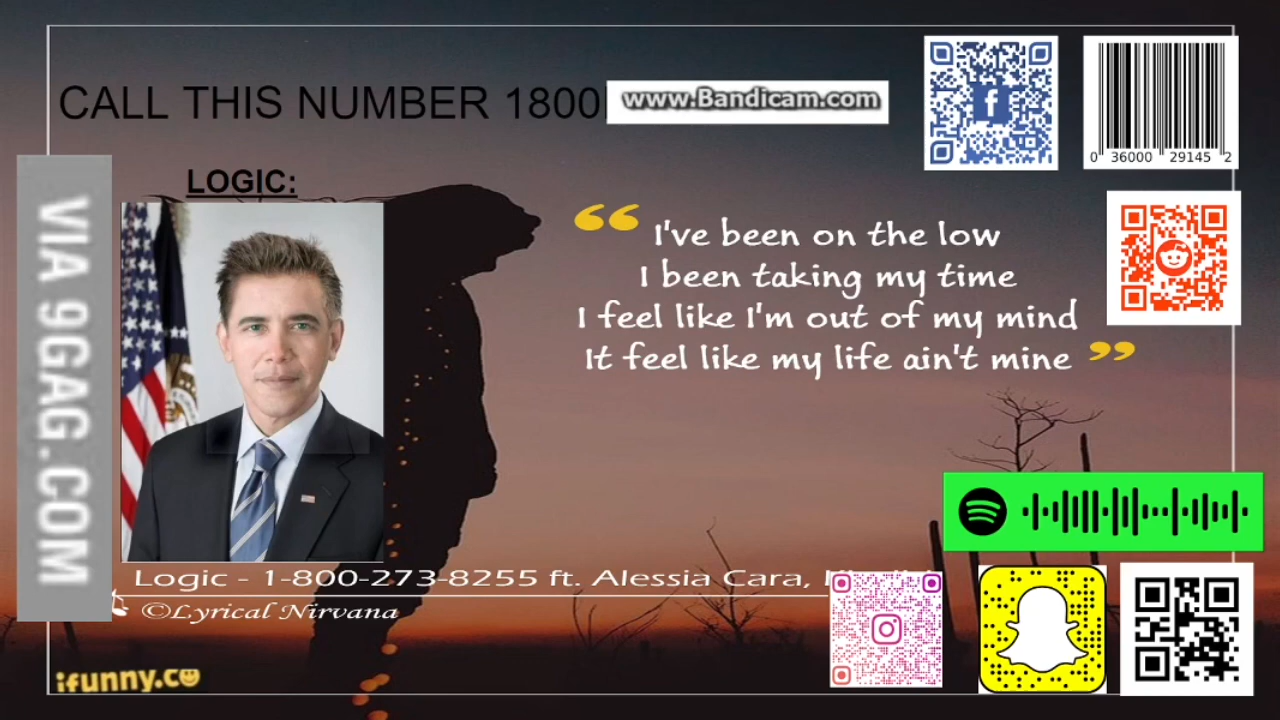 CALL THIS NUMBER 1800
www.Bandicam.com
0 36000 29145 2
VIA 9GAG.COM
LOGIC:
“I've been on the low
I been taking my time
I feel like I'm out of my mind
It feel like my life ain't mine”
Logic - 1-800-273-8255 ft. Alessia Cara,
©Lyrical Nirvana
ifunny.co